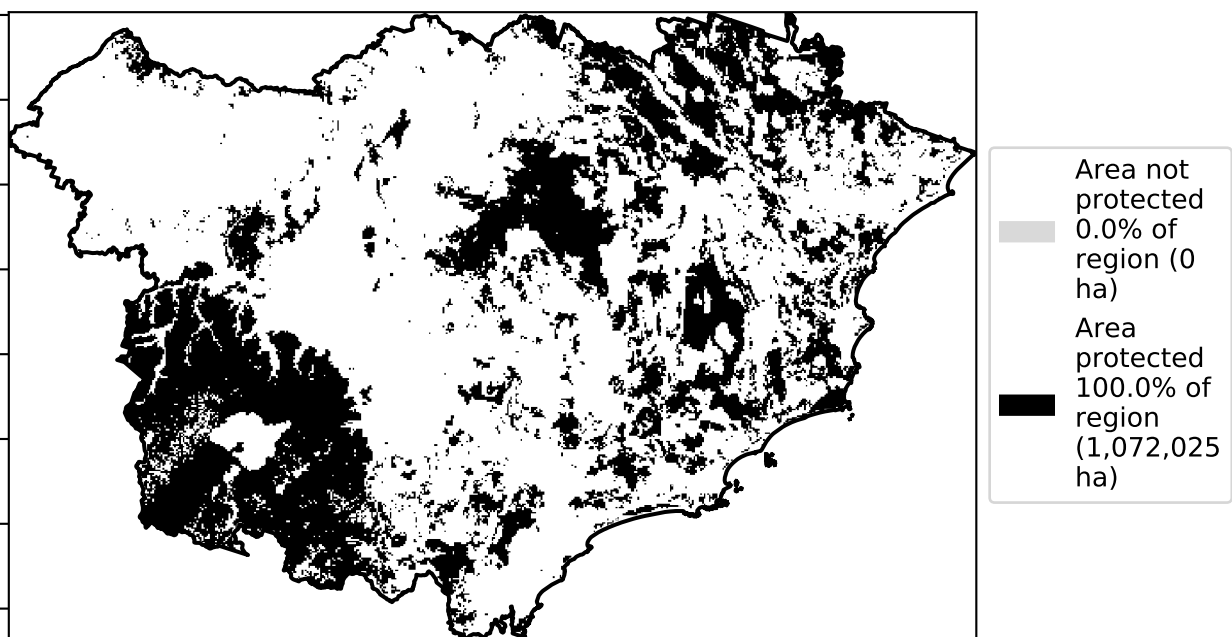 Area not
protected
0.0% of
region (0
ha)
Area
protected
100.0% of
region
(1,072,025
ha)